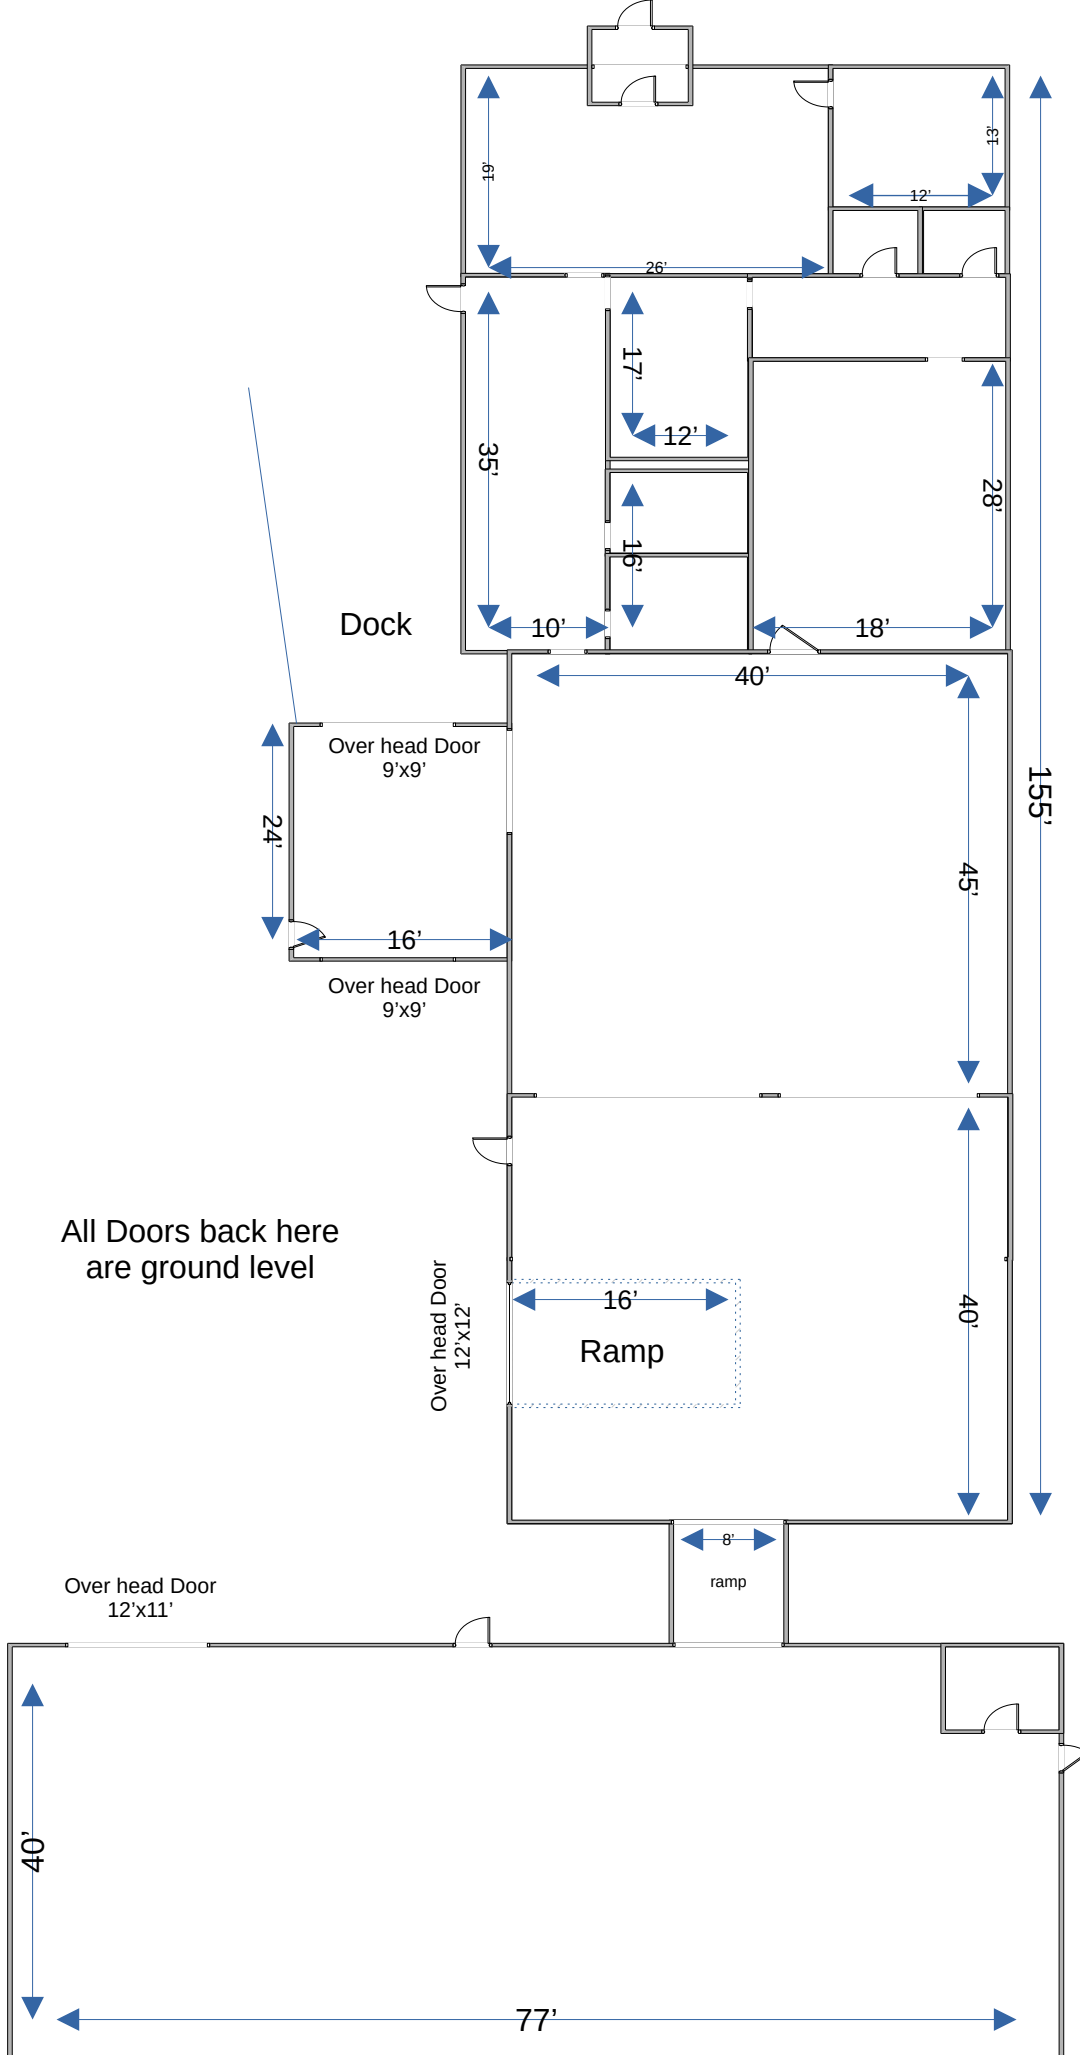 19’
13’
12’
26’
17’
12’
35’
28’
16’
Dock
10’
18’
40’
Over head Door
9’x9’
155’
24’
45’
16’
Over head Door
9’x9’
All Doors back here
are ground level
Over head Door
12’x12’
16’
40’
Ramp
8’
ramp
Over head Door
12’x11’
40’
77’